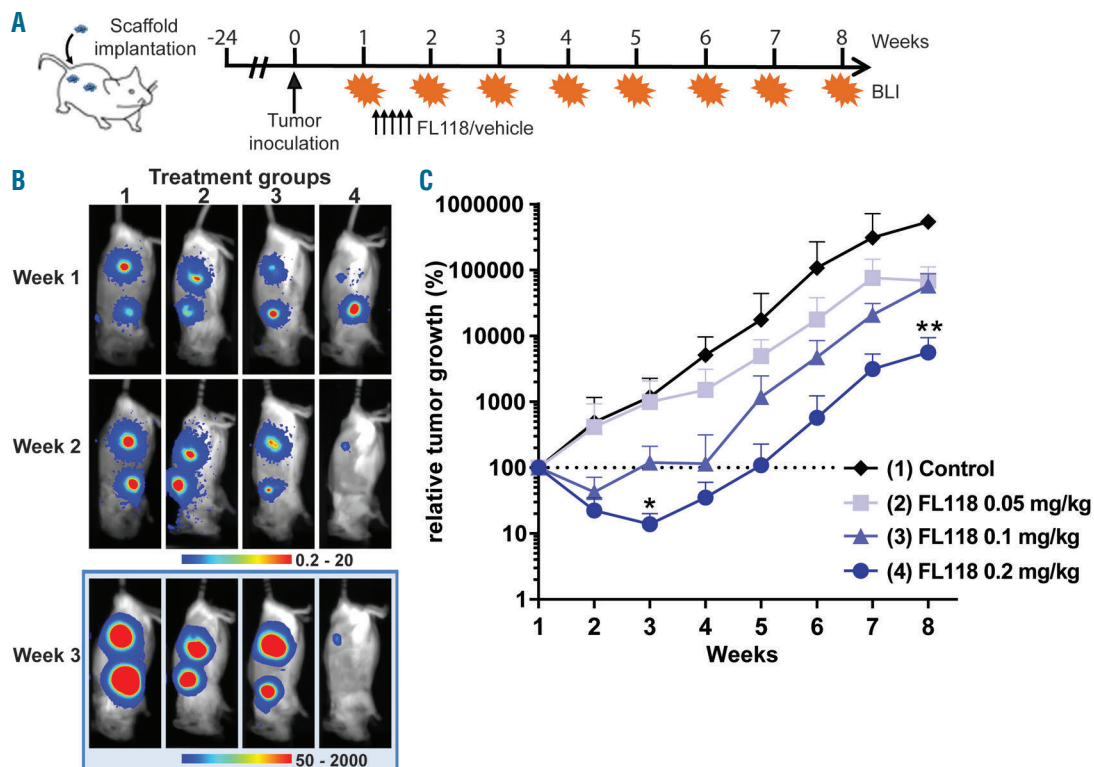 A
Scaffold
implantation
-24 0 1 2 3 4 5 6 7 8 Weeks
BLI
Tumor
inoculation
FL118/vehicle
B
Treatment groups
1 2 3 4
Week 1
Week 2
0.2 - 20
Week 3
50 - 2000
C
relative tumor growth (%)
1000000
100000
10000
1000
100
10
1
**
*
(1) Control
(2) FL118 0.05 mg/kg
(3) FL118 0.1 mg/kg
(4) FL118 0.2 mg/kg
1 2 3 4 5 6 7 8
Weeks